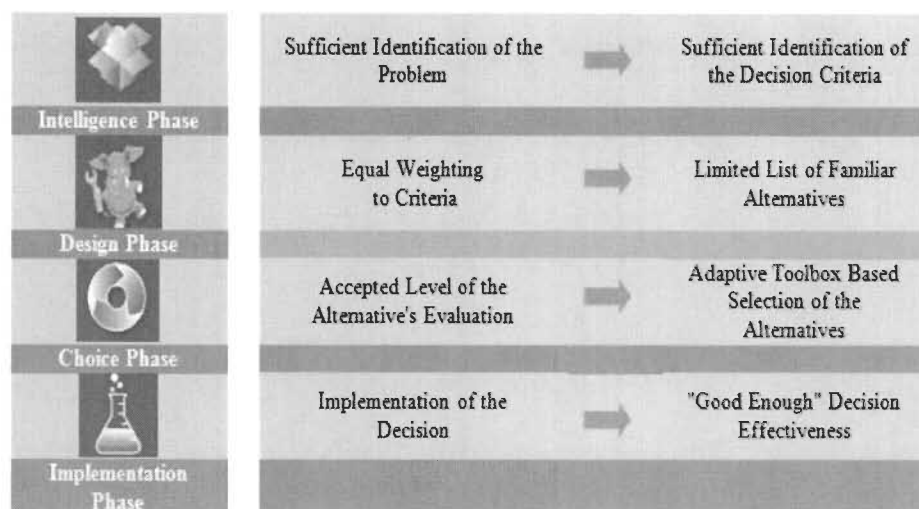 Sufficient Identification of the
Problem
Sufficient Identification of
the Decision Criteria
Intelligence Phase
Equal Weighting
to Criteria
Limited List of Familiar
Alternatives
Design Phase
Accepted Level of the
Alternative's Evaluation
Adaptive Toolbox Based
Selection of the
Alternatives
Choice Phase
Implementation of the
Decision
"Good Enough" Decision
Effectiveness
Implementation
Phase